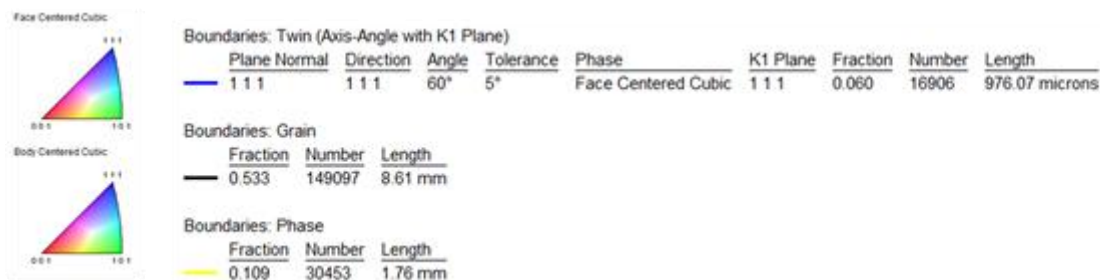 Face Centered Cubic
1 1 1
0 0 1 1 0 1
Body Centered Cubic
1 1 1
0 0 1 1 0 1
Boundaries: Twin (Axis-Angle with K1 Plane)
Plane Normal Direction Angle Tolerance Phase K1 Plane Fraction Number Length
1 1 1 1 1 1 60° 5° Face Centered Cubic 1 1 1 0.060 16906 976.07 microns
Boundaries: Grain
Fraction Number Length
0.533 149097 8.61 mm
Boundaries: Phase
Fraction Number Length
0.109 30453 1.76 mm